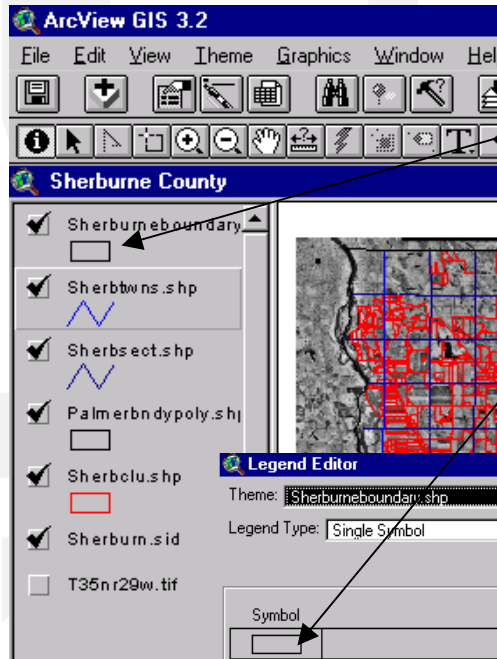 ArcView GIS 3.2
File Edit View Theme Graphics Window Hel
Sherburne County
Sherburneboundary
Sherbtwns.shp
Sherbsect.shp
Palmerbndypoly.shp
Sherbclu.shp
Sherburn.sid
T35nr29w.tif
Legend Editor
Theme: Sherburneboundary.shp
Legend Type: Single Symbol
Symbol